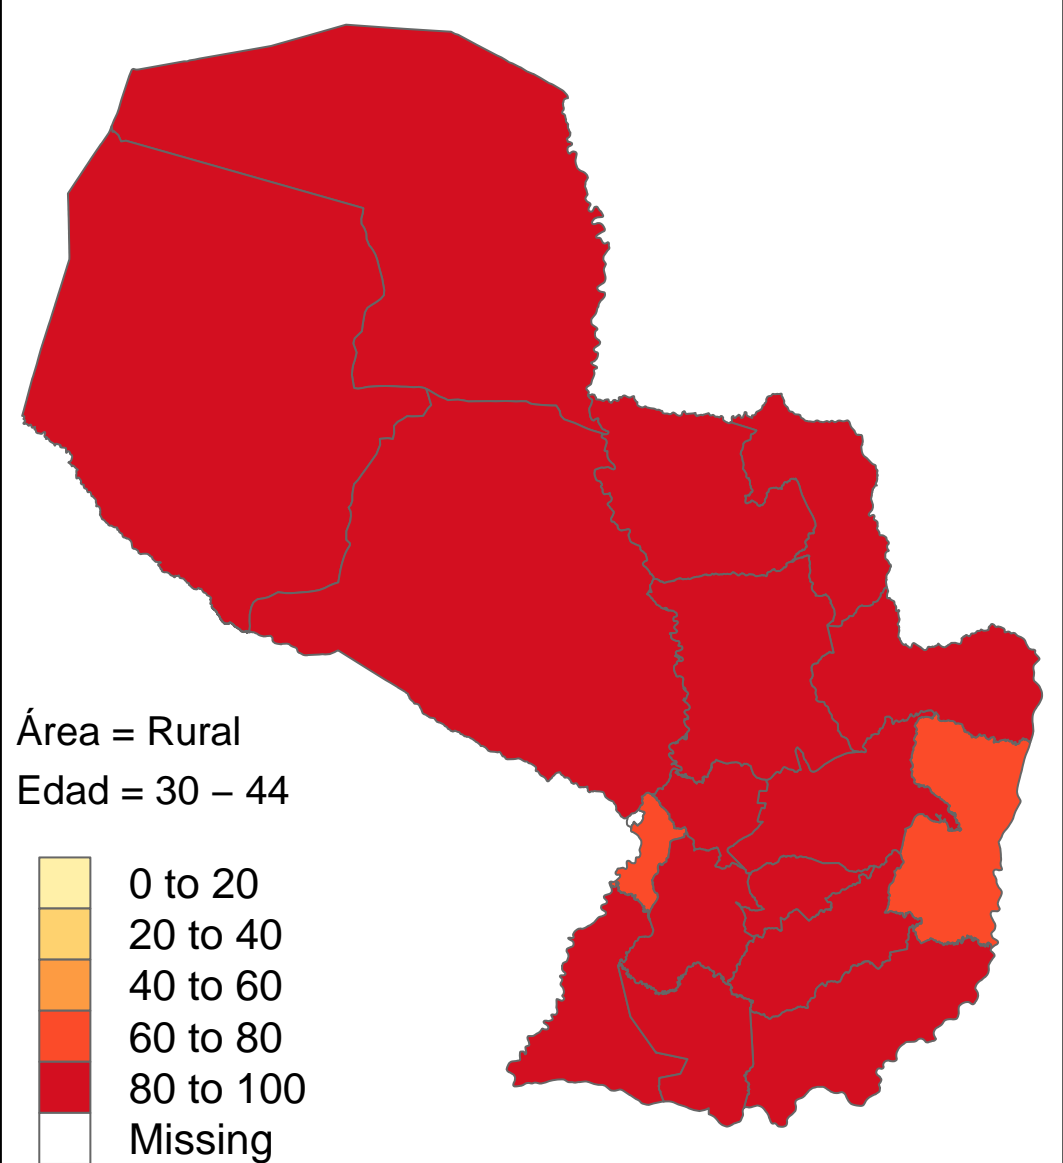 Área = Rural
Edad = 30 – 44
0 to 20
20 to 40
40 to 60
60 to 80
80 to 100
Missing